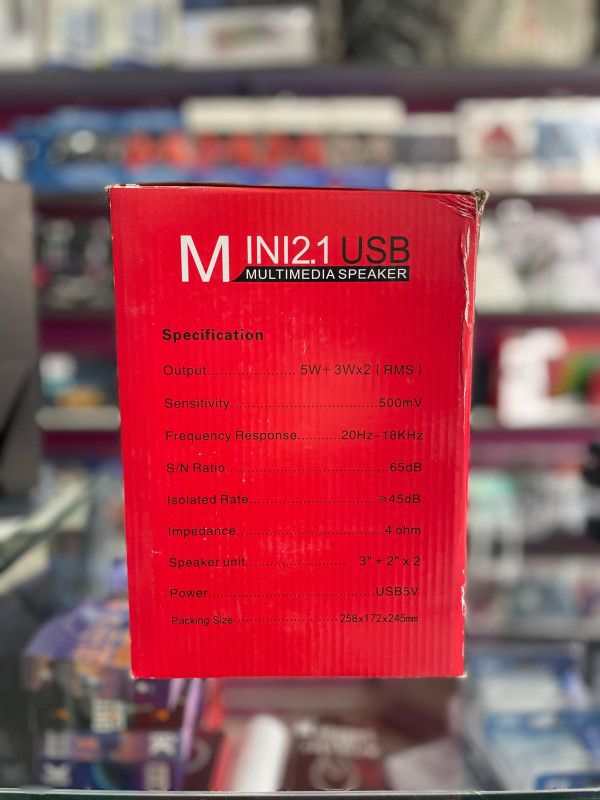 MINI2.1 USB
MULTIMEDIA SPEAKER
Specification
Output...................... 5W+ 3Wx2 ( RMS )
Sensitivity....................................500mV
Frequency Response...........20Hz~18KHz
S/N Ratio.......................................65dB
Isolated Rate...............................≥45dB
Impedance....................................4 ohm
Speaker unit........................ 3" + 2" x 2
Power.........................................USB5V
Packing Size ..........................258x172x245mm